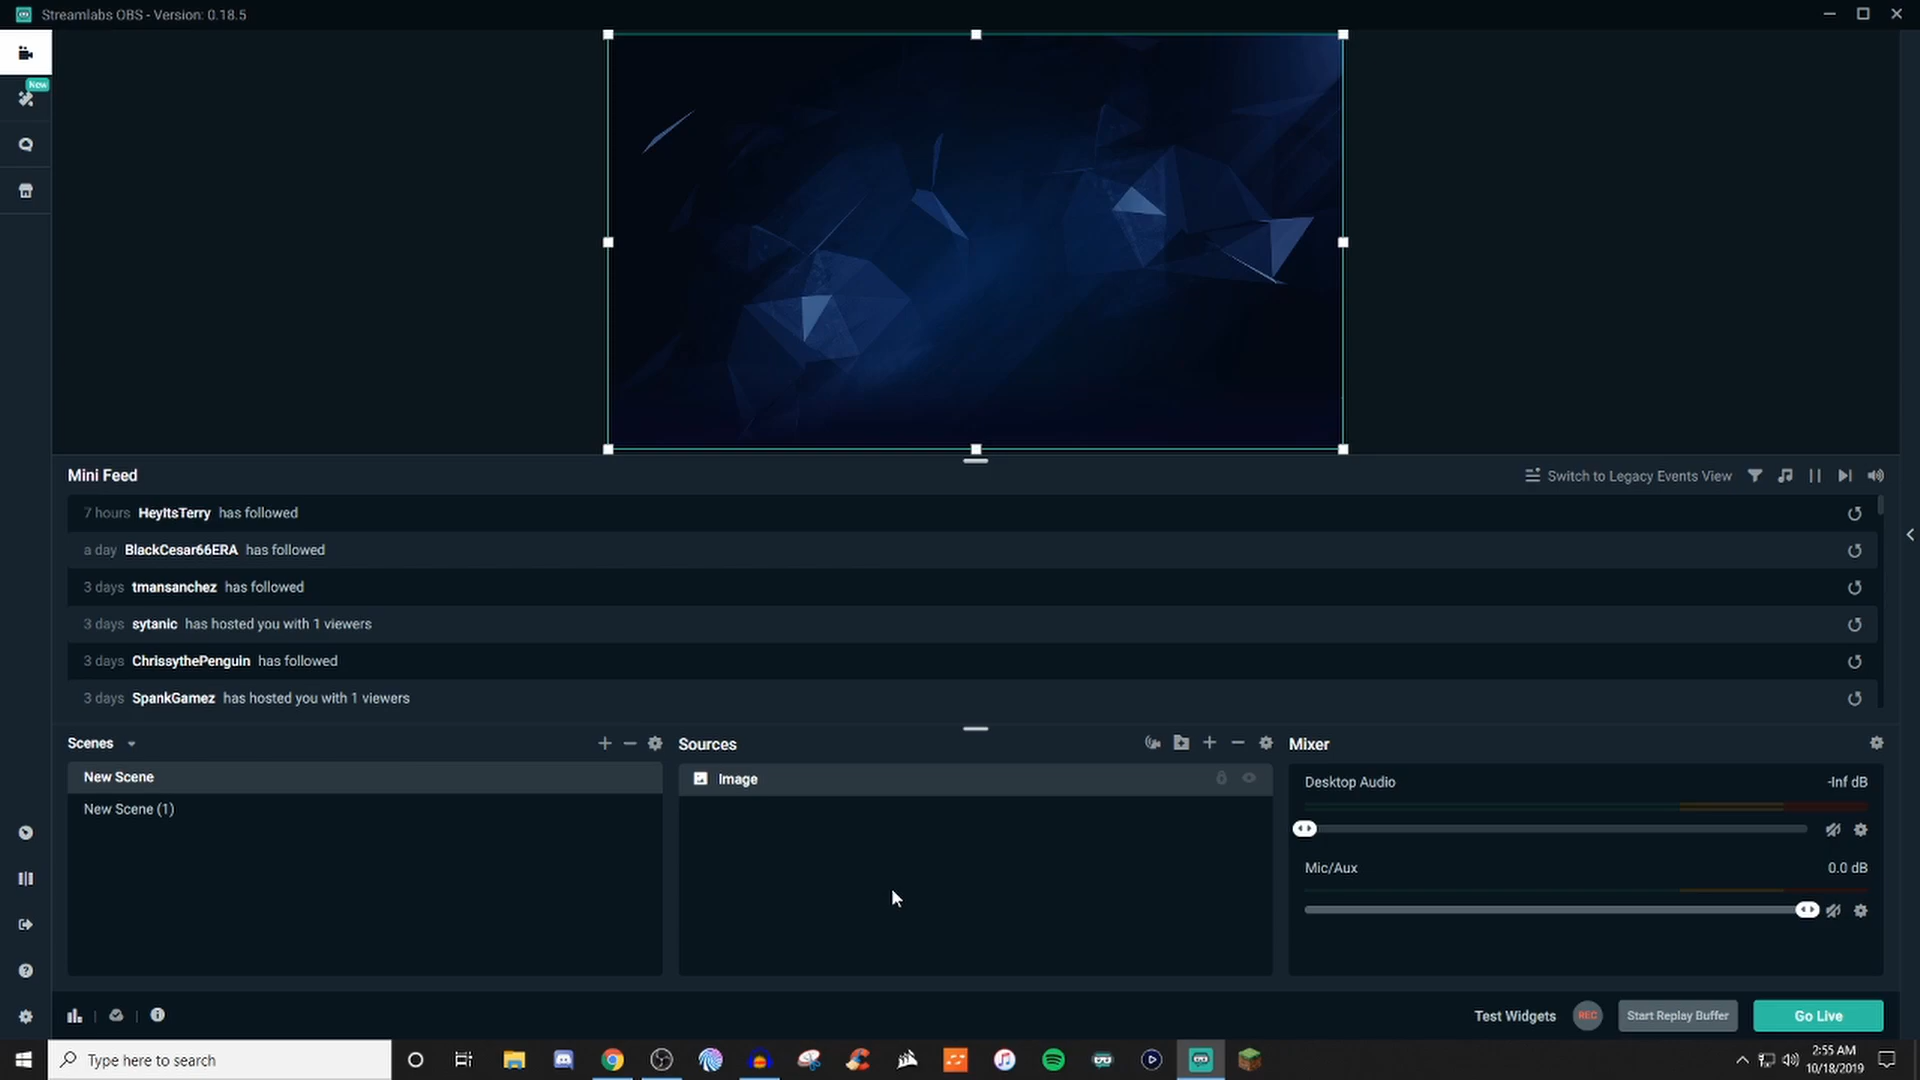 Streamlabs OBS - Version: 0.18.5
New
Mini Feed
Switch to Legacy Events View
7 hours HeyItsTerry has followed
a day BlackCesar66ERA has followed
3 days tmansanchez has followed
3 days sytanic has hosted you with 1 viewers
3 days ChrissythePenguin has followed
3 days SpankGamez has hosted you with 1 viewers
Scenes
Sources
Mixer
New Scene
New Scene (1)
Image
Desktop Audio -Inf dB
Mic/Aux 0.0 dB
Test Widgets
REC
Start Replay Buffer
Go Live
Type here to search
2:55 AM
10/18/2019